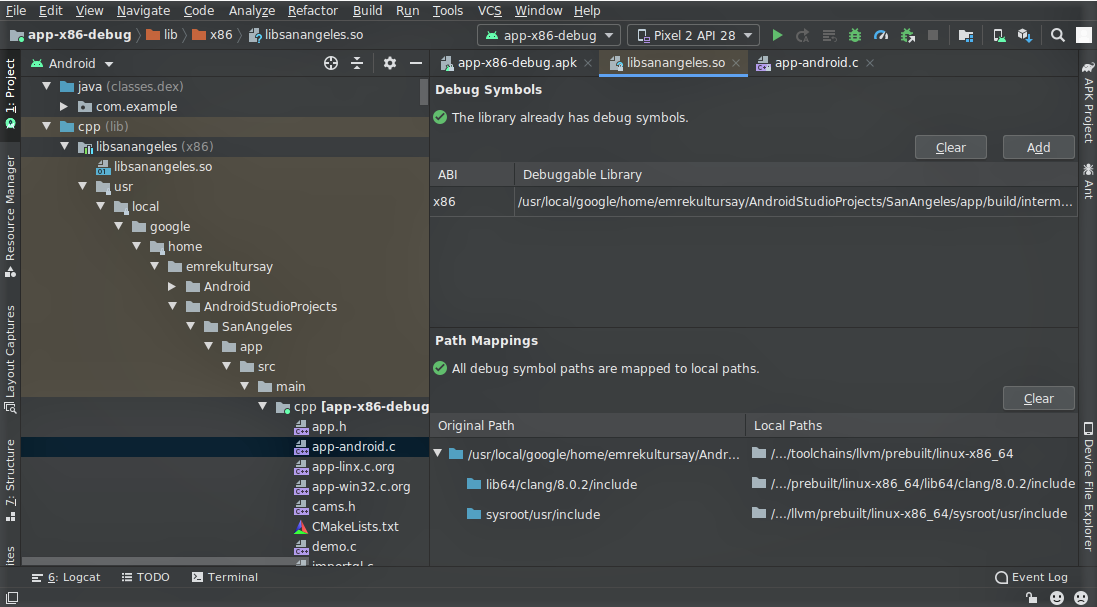 File Edit View Navigate Code Analyze Refactor Build Run Tools VCS Window Help
app-x86-debug lib x86 libsanangeles.so app-x86-debug Pixel 2 API 28
1: Project
Resource Manager
Layout Captures
7: Structure
Android
java (classes.dex)
com.example
cpp (lib)
libsanangeles (x86)
libsanangeles.so
usr
local
google
home
emrekultursay
Android
AndroidStudioProjects
SanAngeles
app
src
main
cpp [app-x86-debug
app.h
app-android.c
app-linx.c.org
app-win32.c.org
cams.h
CMakeLists.txt
demo.c
importgl.c
app-x86-debug.apk libsanangeles.so app-android.c
Debug Symbols
The library already has debug symbols.
Clear Add
ABI Debuggable Library
x86 /usr/local/google/home/emrekultursay/AndroidStudioProjects/SanAngeles/app/build/interm...
Path Mappings
All debug symbol paths are mapped to local paths.
Clear
Original Path Local Paths
/usr/local/google/home/emrekultursay/Andr... /.../toolchains/llvm/prebuilt/linux-x86_64
lib64/clang/8.0.2/include /.../prebuilt/linux-x86_64/lib64/clang/8.0.2/include
sysroot/usr/include /.../llvm/prebuilt/linux-x86_64/sysroot/usr/include
APK Project
Ant
Device File Explorer
6: Logcat TODO Terminal Event Log